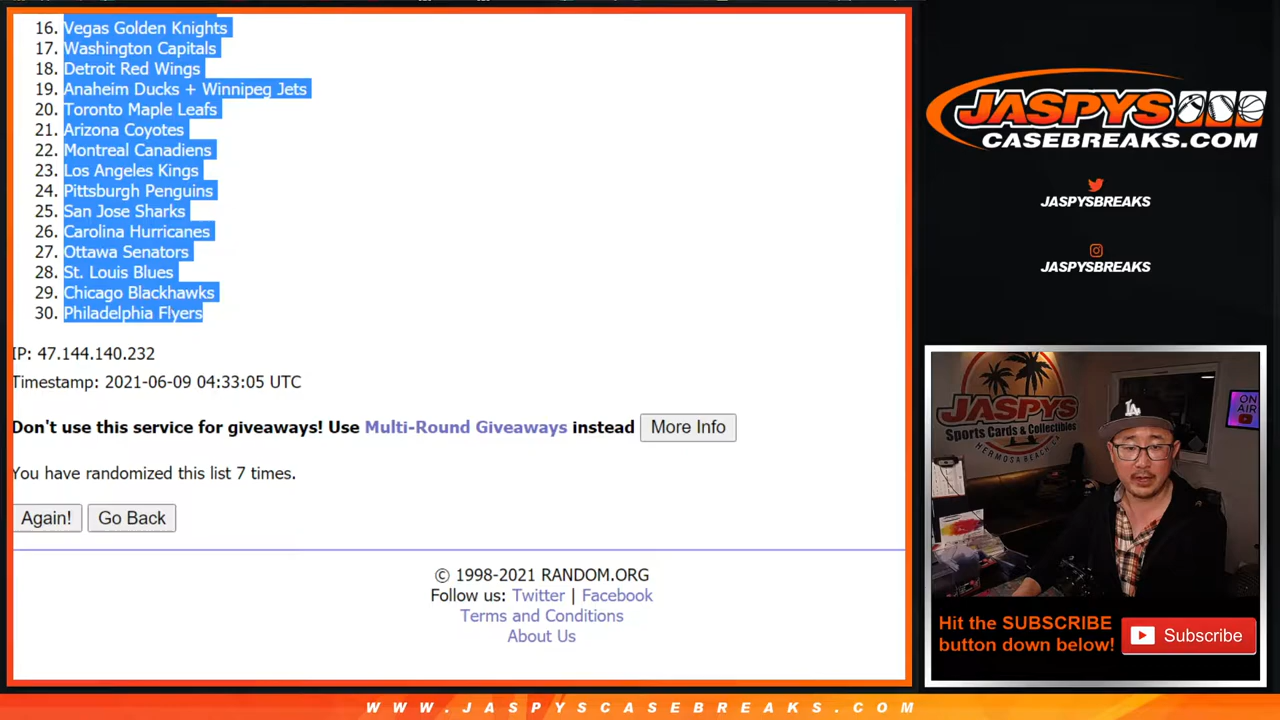 16. Vegas Golden Knights
17. Washington Capitals
18. Detroit Red Wings
19. Anaheim Ducks + Winnipeg Jets
20. Toronto Maple Leafs
21. Arizona Coyotes
22. Montreal Canadiens
23. Los Angeles Kings
24. Pittsburgh Penguins
25. San Jose Sharks
26. Carolina Hurricanes
27. Ottawa Senators
28. St. Louis Blues
29. Chicago Blackhawks
30. Philadelphia Flyers
IP: 47.144.140.232
Timestamp: 2021-06-09 04:33:05 UTC
Don't use this service for giveaways! Use Multi-Round Giveaways instead More Info
You have randomized this list 7 times.
Again! Go Back
© 1998-2021 RANDOM.ORG
Follow us: Twitter | Facebook
Terms and Conditions
About Us
JASPYS
CASEBREAKS.COM
JASPYSBREAKS
JASPYSBREAKS
JASPYS
Sports Cards & Collectibles
HERMOSA BEACH, CA
LA
ON
AIR
Hit the SUBSCRIBE
button down below!
Subscribe
WWW.JASPYSCASEBREAKS.COM